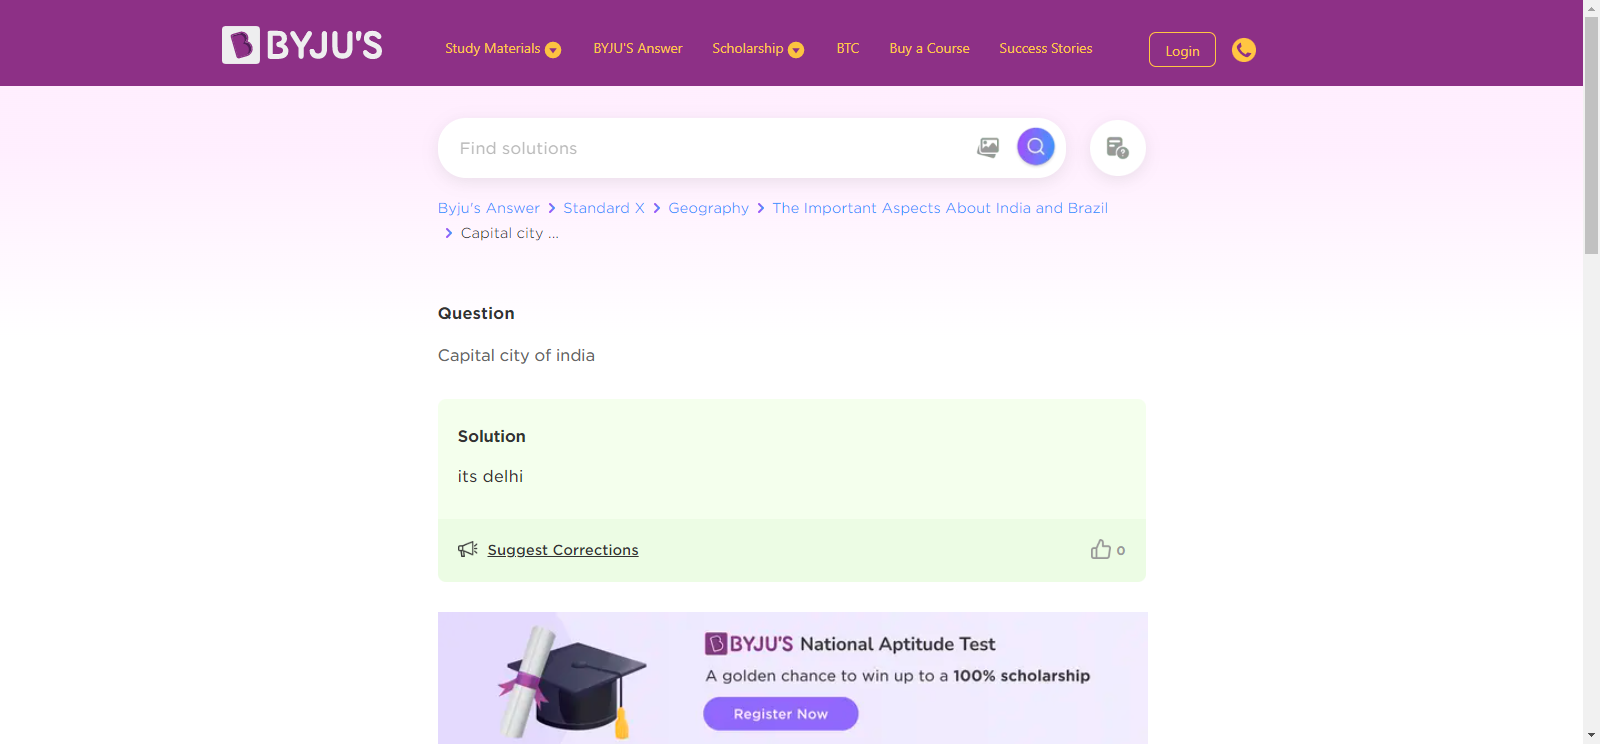 BYJU'S
Study Materials BYJU'S Answer Scholarship BTC Buy a Course Success Stories Login
Find solutions
Byju's Answer > Standard X > Geography > The Important Aspects About India and Brazil
> Capital city ...
Question
Capital city of india
Solution
its delhi
Suggest Corrections 0
BYJU'S National Aptitude Test
A golden chance to win up to a 100% scholarship
Register Now